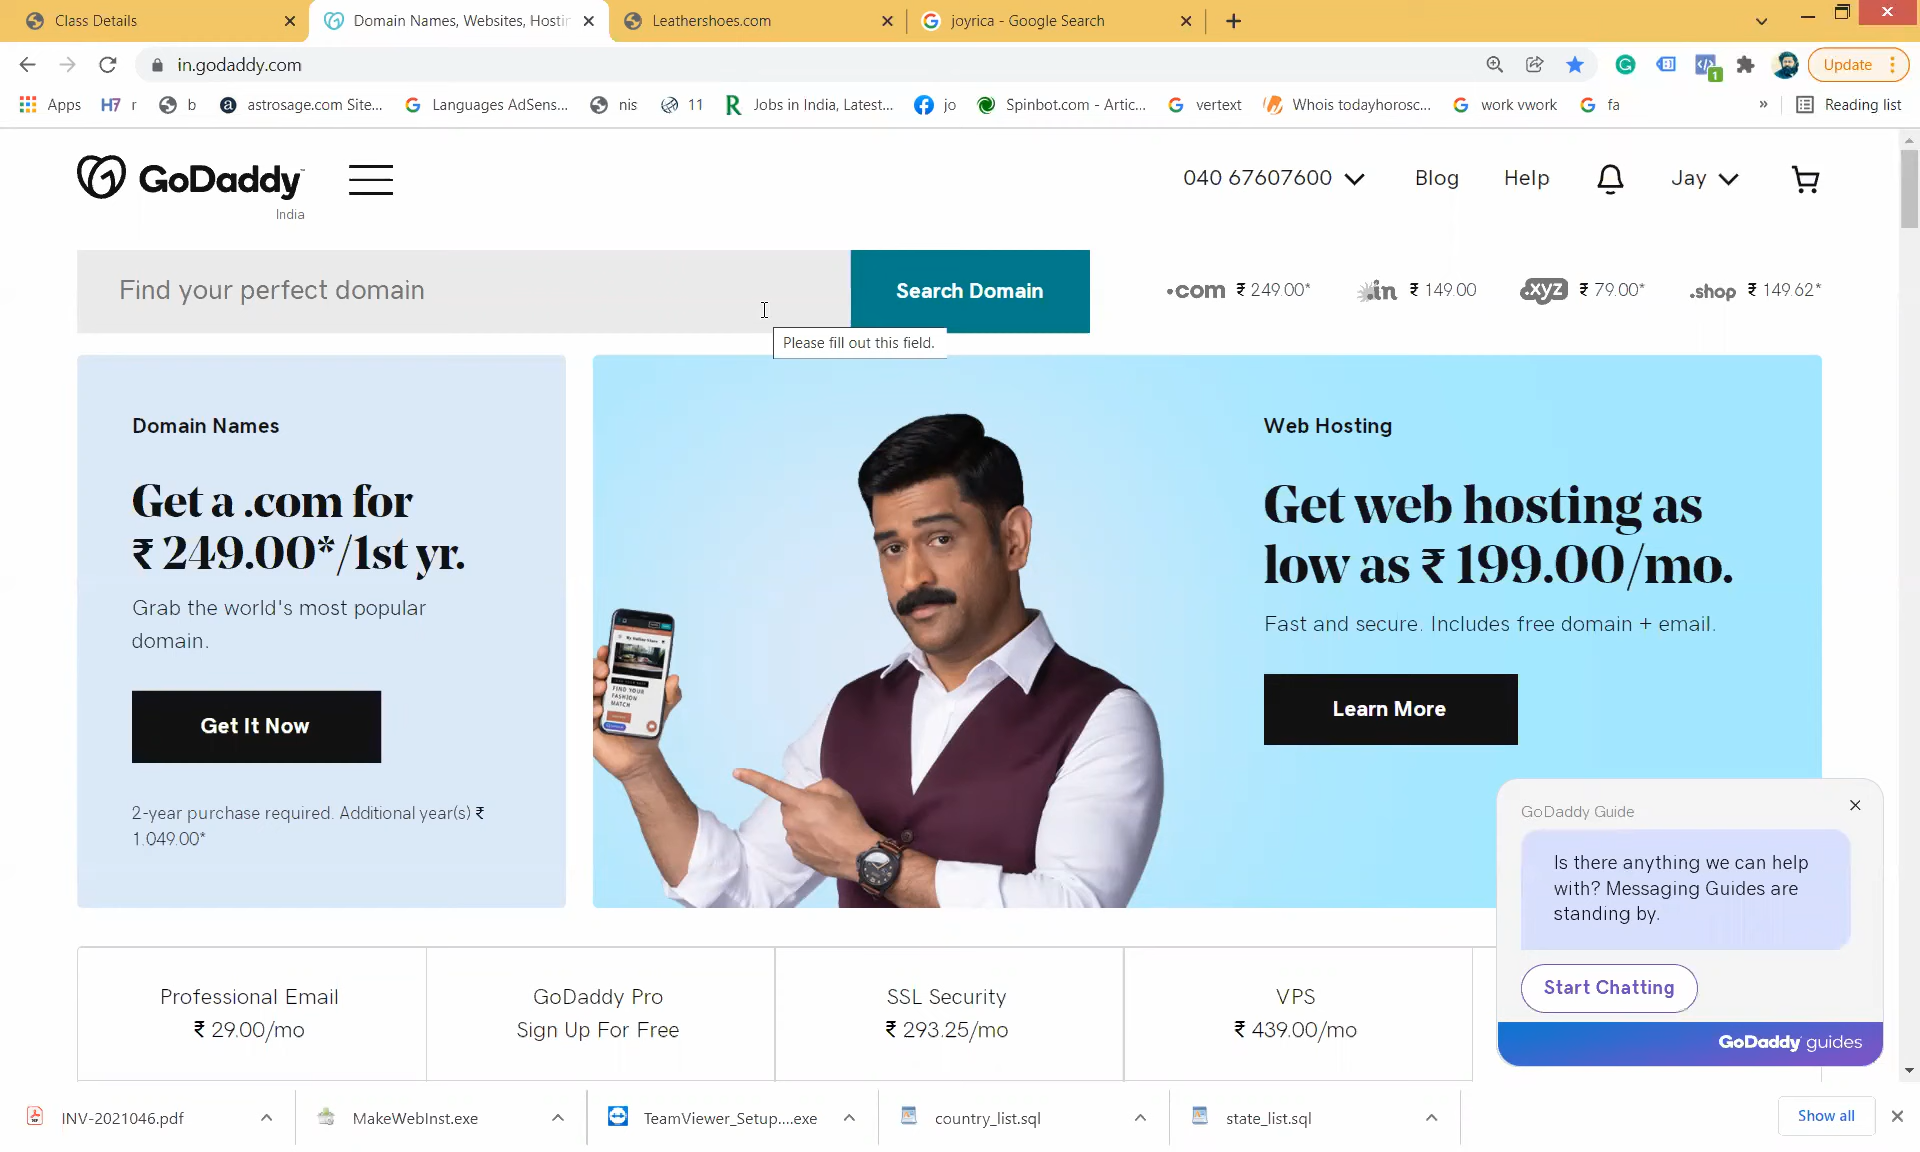 Class Details
Domain Names, Websites, Hostin
Leathershoes.com
joyrica - Google Search
in.godaddy.com
Update
Apps
H7 r
b
astrosage.com Site...
Languages AdSens...
nis
11
Jobs in India, Latest...
jo
Spinbot.com - Artic...
vertext
Whois todayhorosc...
work vwork
fa
»
Reading list
GoDaddy
India
040 67607600
Blog
Help
Jay
Find your perfect domain
Search Domain
.com ₹ 249.00*
.in ₹ 149.00
.xyz ₹ 79.00*
.shop ₹ 149.62*
Please fill out this field.
Domain Names
Get a .com for
₹ 249.00*/1st yr.
Grab the world's most popular
domain.
Get It Now
2-year purchase required. Additional year(s) ₹
1.049.00*
FIND YOUR
FASHION
MATCH
Web Hosting
Get web hosting as
low as ₹ 199.00/mo.
Fast and secure. Includes free domain + email.
Learn More
GoDaddy Guide
Is there anything we can help
with? Messaging Guides are
standing by.
Start Chatting
GoDaddy guides
Professional Email
₹ 29.00/mo
GoDaddy Pro
Sign Up For Free
SSL Security
₹ 293.25/mo
VPS
₹ 439.00/mo
INV-2021046.pdf
MakeWebInst.exe
TeamViewer_Setup....exe
country_list.sql
state_list.sql
Show all